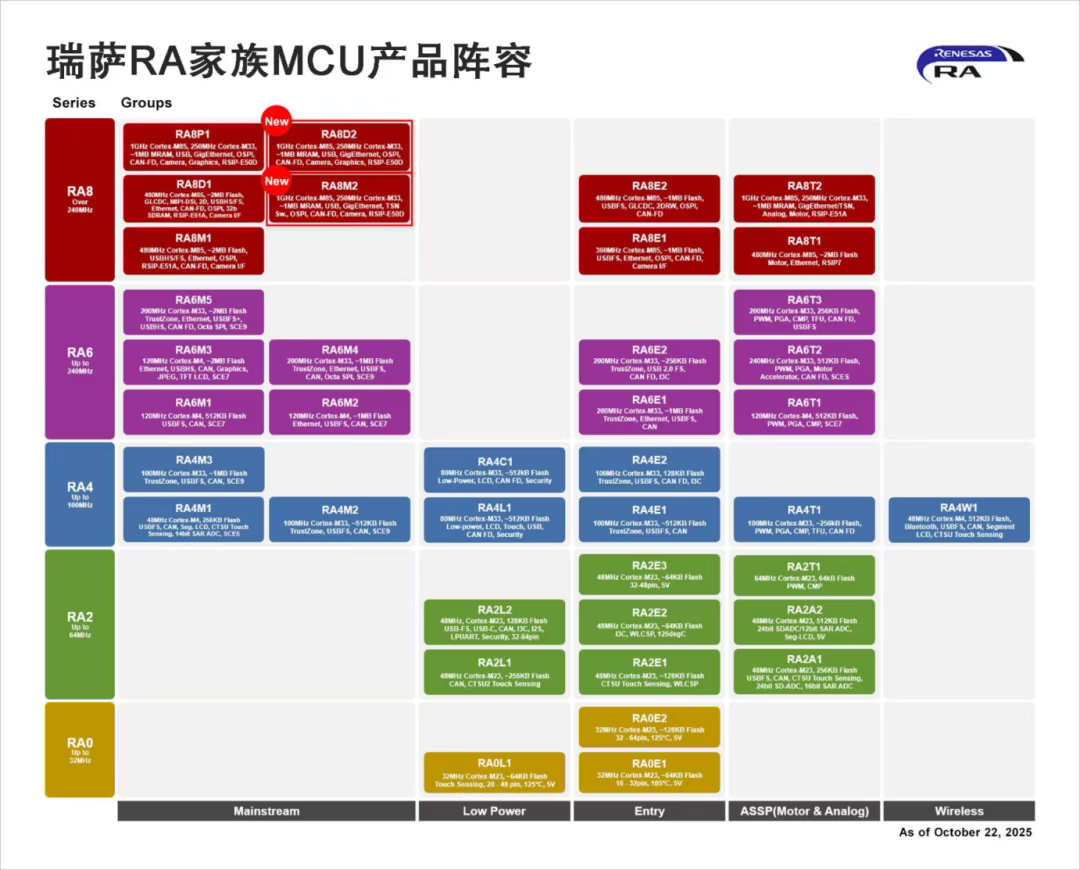 瑞萨RA家族MCU产品阵容
RENESAS
RA
Series
Groups
RA8
Over
240MHz
RA8P1
1GHz Cortex-M85, 250MHz Cortex-M33,
~1MB MRAM, USB, GigEthernet, OSPI,
CAN-FD, Camera, Graphics, RSIP-E50D
New
RA8D2
1GHz Cortex-M85, 250MHz Cortex-M33,
~1MB MRAM, USB, GigEthernet, OSPI,
CAN-FD, Camera, Graphics, RSIP-E50D
RA8D1
480MHz Cortex-M85, ~2MB Flash,
GLCDC, MIPI-DSI, 2D, USBHS/FS,
Ethernet, CAN-FD, OSPI, 32b
SDRAM, RSIP-E51A, Camera I/F
New
RA8M2
1GHz Cortex-M85, 250MHz Cortex-M33,
~1MB MRAM, USB, GigEthernet, TSN
Sw., OSPI, CAN-FD, Camera, RSIP-E50D
RA8E2
480MHz Cortex-M85, ~1MB Flash,
USBFS, GLCDC, 2DRW, OSPI,
CAN-FD
RA8T2
1GHz Cortex-M85, 250MHz Cortex-M33,
~1MB MRAM, GigEthernet/TSN,
Analog, Motor, RSIP-E51A
RA8M1
480MHz Cortex-M85, ~2MB Flash,
USBHS/FS, Ethernet, OSPI,
RSIP-E51A, CAN-FD, Camera I/F
RA8E1
360MHz Cortex-M85, ~1MB Flash,
USBFS, Ethernet, OSPI, CAN-FD,
Camera I/F
RA8T1
480MHz Cortex-M85, ~2MB Flash
Motor, Ethernet, RSIP7
RA6
Up to
240MHz
RA6M5
200MHz Cortex-M33, ~2MB Flash
TrustZone, Ethernet, USBFS+,
USBHS, CAN FD, Octa SPI, SCE9
RA6T3
200MHz Cortex-M33, 256KB Flash,
PWM, PGA, CMP, TFU, CAN FD,
USBFS
RA6M3
120MHz Cortex-M4, ~2MB Flash
Ethernet, USBHS, CAN, Graphics,
JPEG, TFT LCD, SCE7
RA6M4
200MHz Cortex-M33, ~1MB Flash
TrustZone, Ethernet, USBFS,
CAN, Octa SPI, SCE9
RA6E2
200MHz Cortex-M33, ~256KB Flash
TrustZone, USB 2.0 FS,
CAN FD, I3C
RA6T2
240MHz Cortex-M33, 512KB Flash,
PWM, PGA, Motor
Accelerator, CAN FD, SCE5
RA6M1
120MHz Cortex-M4, 512KB Flash
USBFS, CAN, SCE7
RA6M2
120MHz Cortex-M4, ~1MB Flash
Ethernet, USBFS, CAN, SCE7
RA6E1
200MHz Cortex-M33, ~1MB Flash
TrustZone, Ethernet, USBFS,
CAN
RA6T1
120MHz Cortex-M4, 512KB Flash,
PWM, PGA, CMP, SCE7
RA4
Up to
100MHz
RA4M3
100MHz Cortex-M33, ~1MB Flash
TrustZone, USBFS, CAN, SCE9
RA4C1
80MHz Cortex-M33, ~512kB Flash
Low-Power, LCD, CAN FD, Security
RA4E2
100MHz Cortex-M33, 128KB Flash
TrustZone, USBFS, CAN FD, I3C
RA4M1
48MHz Cortex-M4, 256KB Flash
USBFS, CAN, Seg. LCD, CTSU Touch
Sensing, 14bit SAR ADC, SCE5
RA4M2
100MHz Cortex-M33, ~512KB Flash
TrustZone, USBFS, CAN, SCE9
RA4L1
80MHz Cortex-M33, ~512KB Flash
Low-power, LCD, Touch, USB,
CAN FD, Security
RA4E1
100MHz Cortex-M33, ~512KB Flash
TrustZone, USBFS, CAN
RA4T1
100MHz Cortex-M33, ~256kB Flash
PWM, PGA, CMP, TFU, CAN FD
RA4W1
48MHz Cortex-M4, 512KB Flash,
Bluetooth, USBFS, CAN, Segment
LCD, CTSU Touch Sensing
RA2
Up to
64MHz
RA2E3
48MHz Cortex-M23, ~64KB Flash
32-48pin, 5V
RA2T1
64MHz Cortex-M23, 64kB Flash
PWM, CMP
RA2L2
48MHz, Cortex-M23, 128KB Flash
USB-FS, USB-C, CAN, I3C, I2S,
LPUART, Security, 32-64pin
RA2E2
48MHz Cortex-M23, ~64KB Flash
I3C, WLCSP, 125degC
RA2A2
48MHz Cortex-M23, 512KB Flash
24bit SDADC/12bit SAR ADC,
Seg-LCD, 5V
RA2L1
48MHz Cortex-M23, ~256KB Flash
CAN, CTSU2 Touch Sensing
RA2E1
48MHz Cortex-M23, ~128KB Flash
CTSU Touch Sensing, WLCSP
RA2A1
48MHz Cortex-M23, 256KB Flash
USBFS, CAN, CTSU Touch Sensing,
24bit SD-ADC, 16bit SAR ADC
RA0
Up to
32MHz
RA0E2
32MHz Cortex-M23, ~128KB Flash
32 - 64pin, 125°C, 5V
RA0L1
32MHz Cortex-M23, ~64KB Flash
Touch Sensing, 20 - 48 pin, 125°C, 5V
RA0E1
32MHz Cortex-M23, ~64KB Flash
16 - 32pin, 105°C, 5V
Mainstream
Low Power
Entry
ASSP(Motor & Analog)
Wireless
As of October 22, 2025